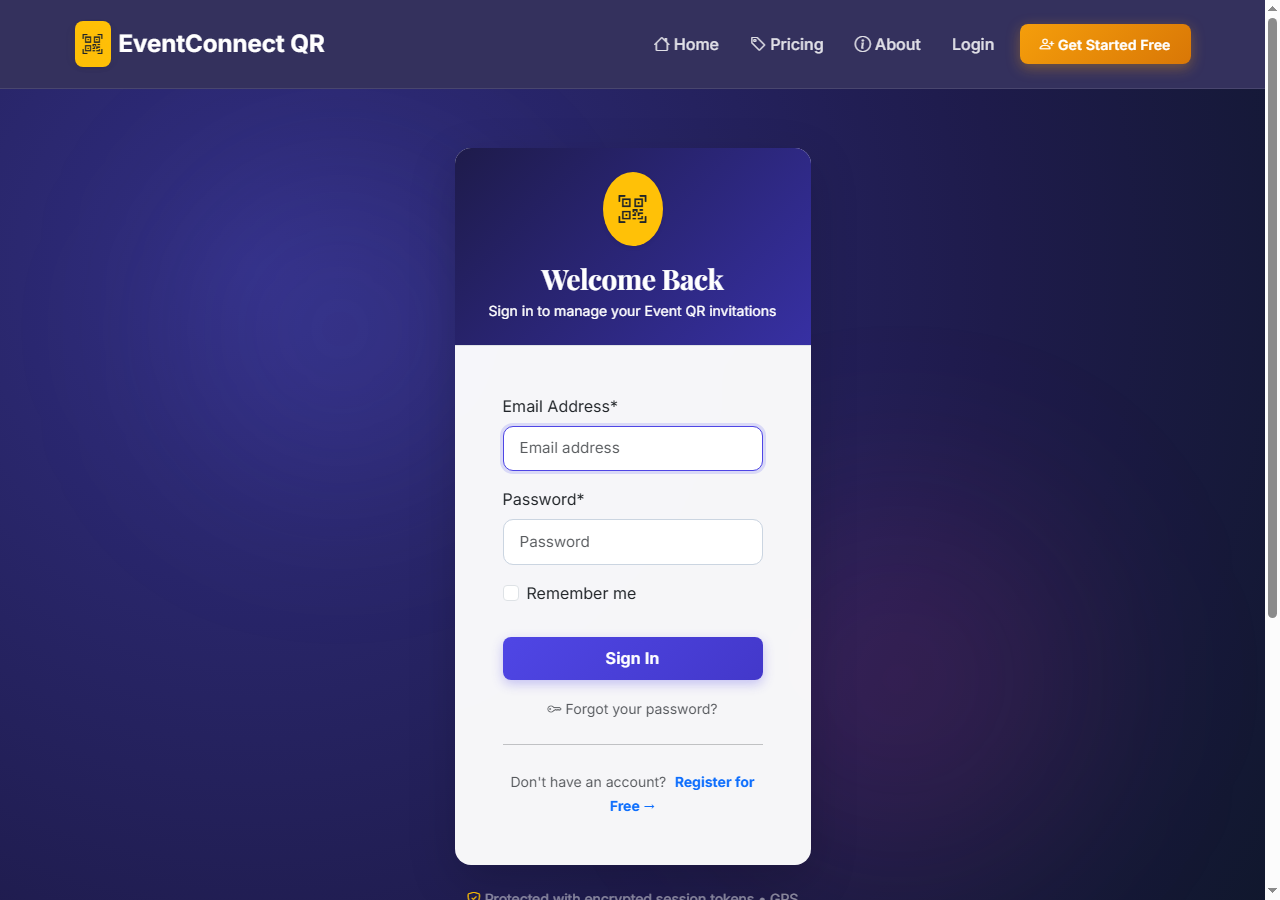 EventConnect QR
Home
Pricing
About
Login
Get Started Free
Welcome Back
Sign in to manage your Event QR invitations
Email Address*
Email address
Password*
Password
Remember me
Sign In
Forgot your password?
Don't have an account? Register for
Free →
Protected with encrypted session tokens • GPS